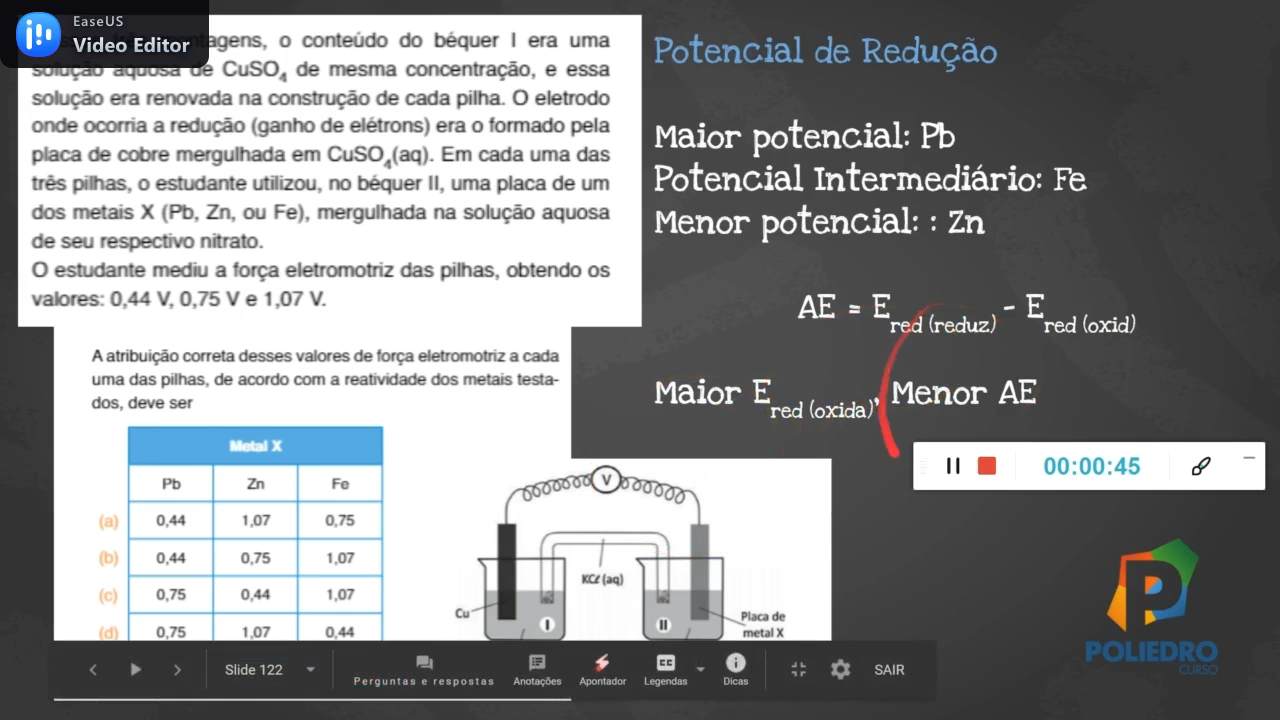 EaseUS
Video Editor
ntagens, o conteúdo do béquer I era uma
solução aquosa de CuSO4 de mesma concentração, e essa
solução era renovada na construção de cada pilha. O eletrodo
onde ocorria a redução (ganho de elétrons) era o formado pela
placa de cobre mergulhada em CuSO4(aq). Em cada uma das
três pilhas, o estudante utilizou, no béquer II, uma placa de um
dos metais X (Pb, Zn, ou Fe), mergulhada na solução aquosa
de seu respectivo nitrato.
O estudante mediu a força eletromotriz das pilhas, obtendo os
valores: 0,44 V, 0,75 V e 1,07 V.
A atribuição correta desses valores de força eletromotriz a cada
uma das pilhas, de acordo com a reatividade dos metais testa-
dos, deve ser
Metal X
Pb Zn Fe
(a) 0,44 1,07 0,75
(b) 0,44 0,75 1,07
(c) 0,75 0,44 1,07
(d) 0,75 1,07 0,44
V
KCℓ (aq)
Cu
I
II
Placa de
metal X
Potencial de Redução
Maior potencial: Pb
Potencial Intermediário: Fe
Menor potencial: : Zn
AE = E red (reduz) - E red (oxid)
Maior E red (oxida), Menor AE
00:00:45
POLIEDRO
CURSO
Slide 122
Perguntas e respostas
Anotações
Apontador
CC
Legendas
Dicas
SAIR